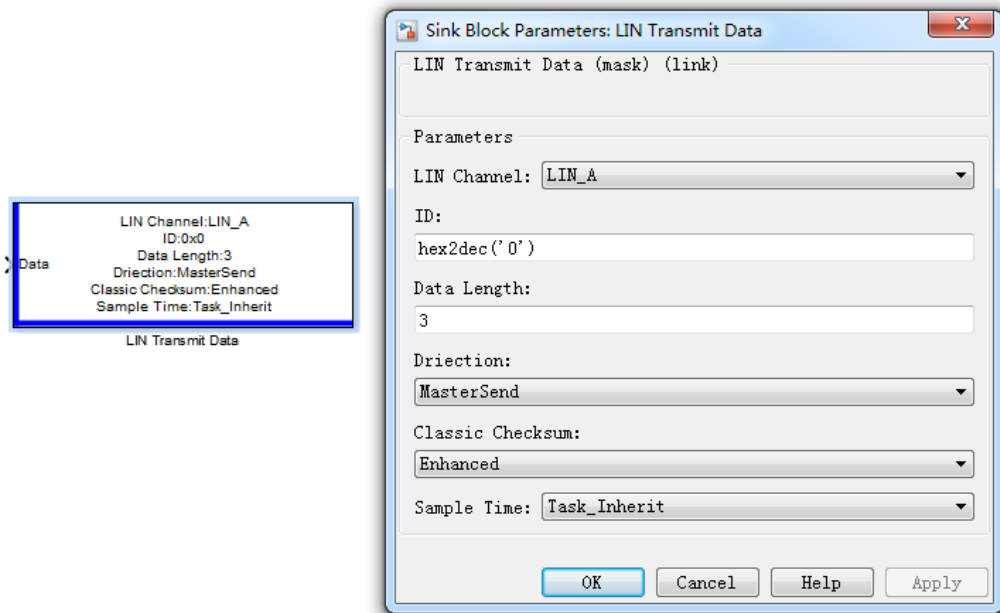 LIN Channel:LIN_A
ID:0x0
Data Length:3
Driection:MasterSend
Classic Checksum:Enhanced
Sample Time:Task_Inherit
Data
LIN Transmit Data
Sink Block Parameters: LIN Transmit Data
LIN Transmit Data (mask) (link)
Parameters
LIN Channel: LIN_A
ID:
hex2dec('0')
Data Length:
3
Driection:
MasterSend
Classic Checksum:
Enhanced
Sample Time: Task_Inherit
OK Cancel Help Apply